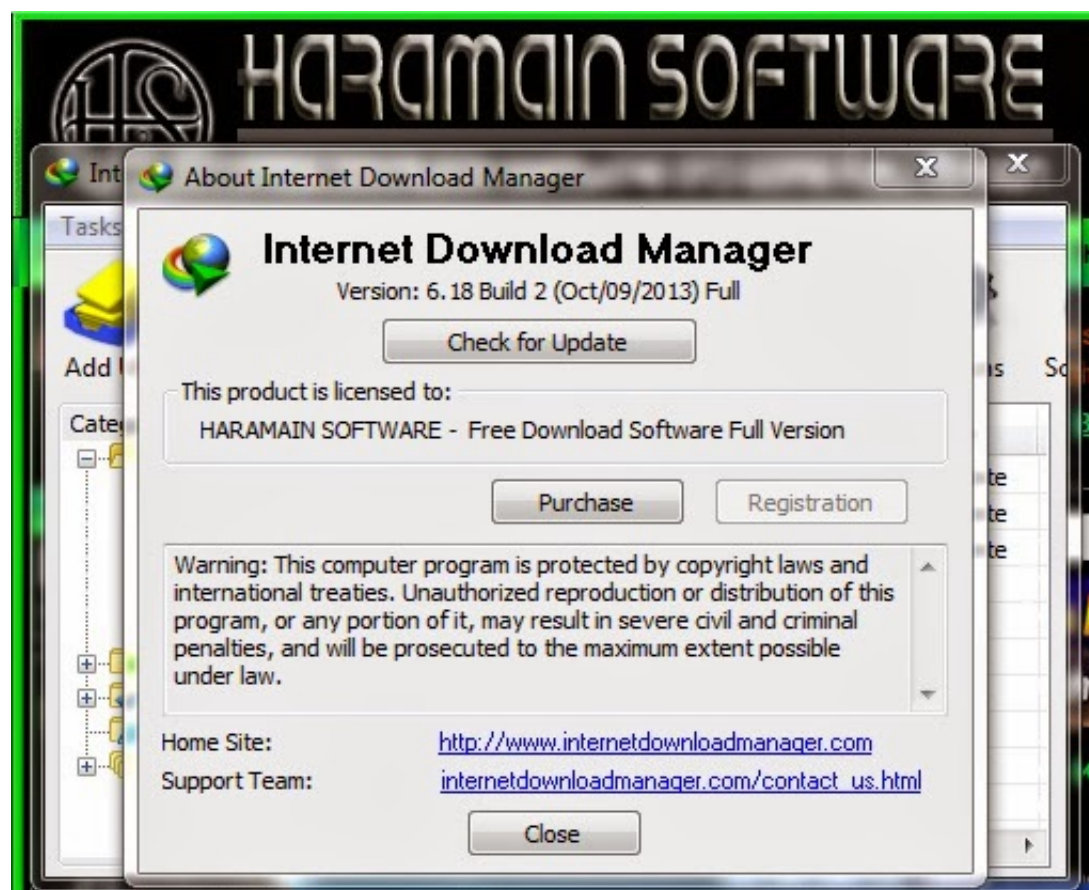 HS
HARAMAIN SOFTWARE
Int
About Internet Download Manager
Tasks
Internet Download Manager
Version: 6.18 Build 2 (Oct/09/2013) Full
Check for Update
Add
This product is licensed to:
HARAMAIN SOFTWARE - Free Download Software Full Version
Purchase
Registration
Warning: This computer program is protected by copyright laws and
international treaties. Unauthorized reproduction or distribution of this
program, or any portion of it, may result in severe civil and criminal
penalties, and will be prosecuted to the maximum extent possible
under law.
Home Site: http://www.internetdownloadmanager.com
Support Team: internetdownloadmanager.com/contact_us.html
Close